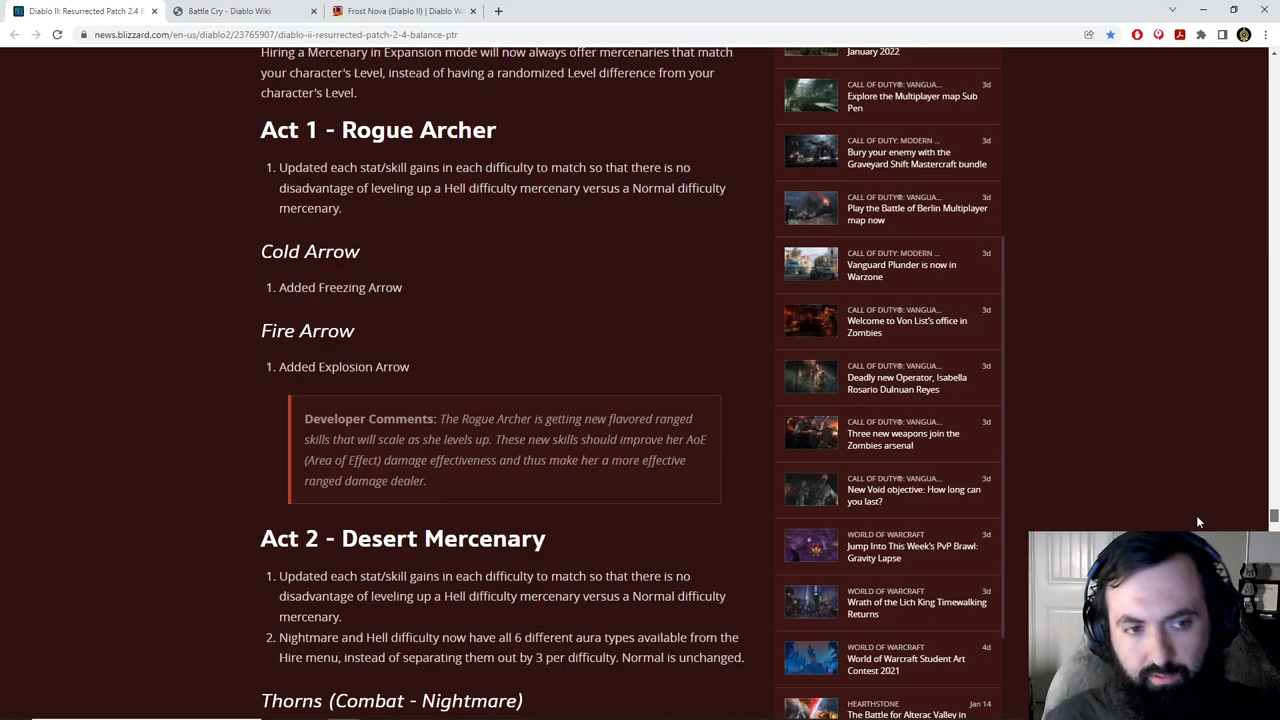 Diablo II: Resurrected Patch 2.4 B
Battle Cry - Diablo Wiki
Frost Nova (Diablo II) | Diablo W
news.blizzard.com/en-us/diablo2/23765907/diablo-ii-resurrected-patch-2-4-balance-ptr
Hiring a Mercenary in Expansion mode will now always offer mercenaries that match
your character's Level, instead of having a randomized Level difference from your
character's Level.
Act 1 - Rogue Archer
1. Updated each stat/skill gains in each difficulty to match so that there is no
disadvantage of leveling up a Hell difficulty mercenary versus a Normal difficulty
mercenary.
Cold Arrow
1. Added Freezing Arrow
Fire Arrow
1. Added Explosion Arrow
Developer Comments: The Rogue Archer is getting new flavored ranged
skills that will scale as she levels up. These new skills should improve her AoE
(Area of Effect) damage effectiveness and thus make her a more effective
ranged damage dealer.
Act 2 - Desert Mercenary
1. Updated each stat/skill gains in each difficulty to match so that there is no
disadvantage of leveling up a Hell difficulty mercenary versus a Normal difficulty
mercenary.
2. Nightmare and Hell difficulty now have all 6 different aura types available from the
Hire menu, instead of separating them out by 3 per difficulty. Normal is unchanged.
Thorns (Combat - Nightmare)
January 2022
CALL OF DUTY®: VANGUA... 3d
Explore the Multiplayer map Sub
Pen
CALL OF DUTY: MODERN ... 3d
Bury your enemy with the
Graveyard Shift Mastercraft bundle
CALL OF DUTY®: VANGUA... 3d
Play the Battle of Berlin Multiplayer
map now
CALL OF DUTY: MODERN ... 3d
Vanguard Plunder is now in
Warzone
CALL OF DUTY®: VANGUA... 3d
Welcome to Von List's office in
Zombies
CALL OF DUTY®: VANGUA... 3d
Deadly new Operator, Isabella
Rosario Dulnuan Reyes
CALL OF DUTY®: VANGUA... 3d
Three new weapons join the
Zombies arsenal
CALL OF DUTY®: VANGUA... 3d
New Void objective: How long can
you last?
WORLD OF WARCRAFT 3d
Jump Into This Week's PvP Brawl:
Gravity Lapse
WORLD OF WARCRAFT 3d
Wrath of the Lich King Timewalking
Returns
WORLD OF WARCRAFT 4d
World of Warcraft Student Art
Contest 2021
HEARTHSTONE Jan 14
The Battle for Alterac Valley in